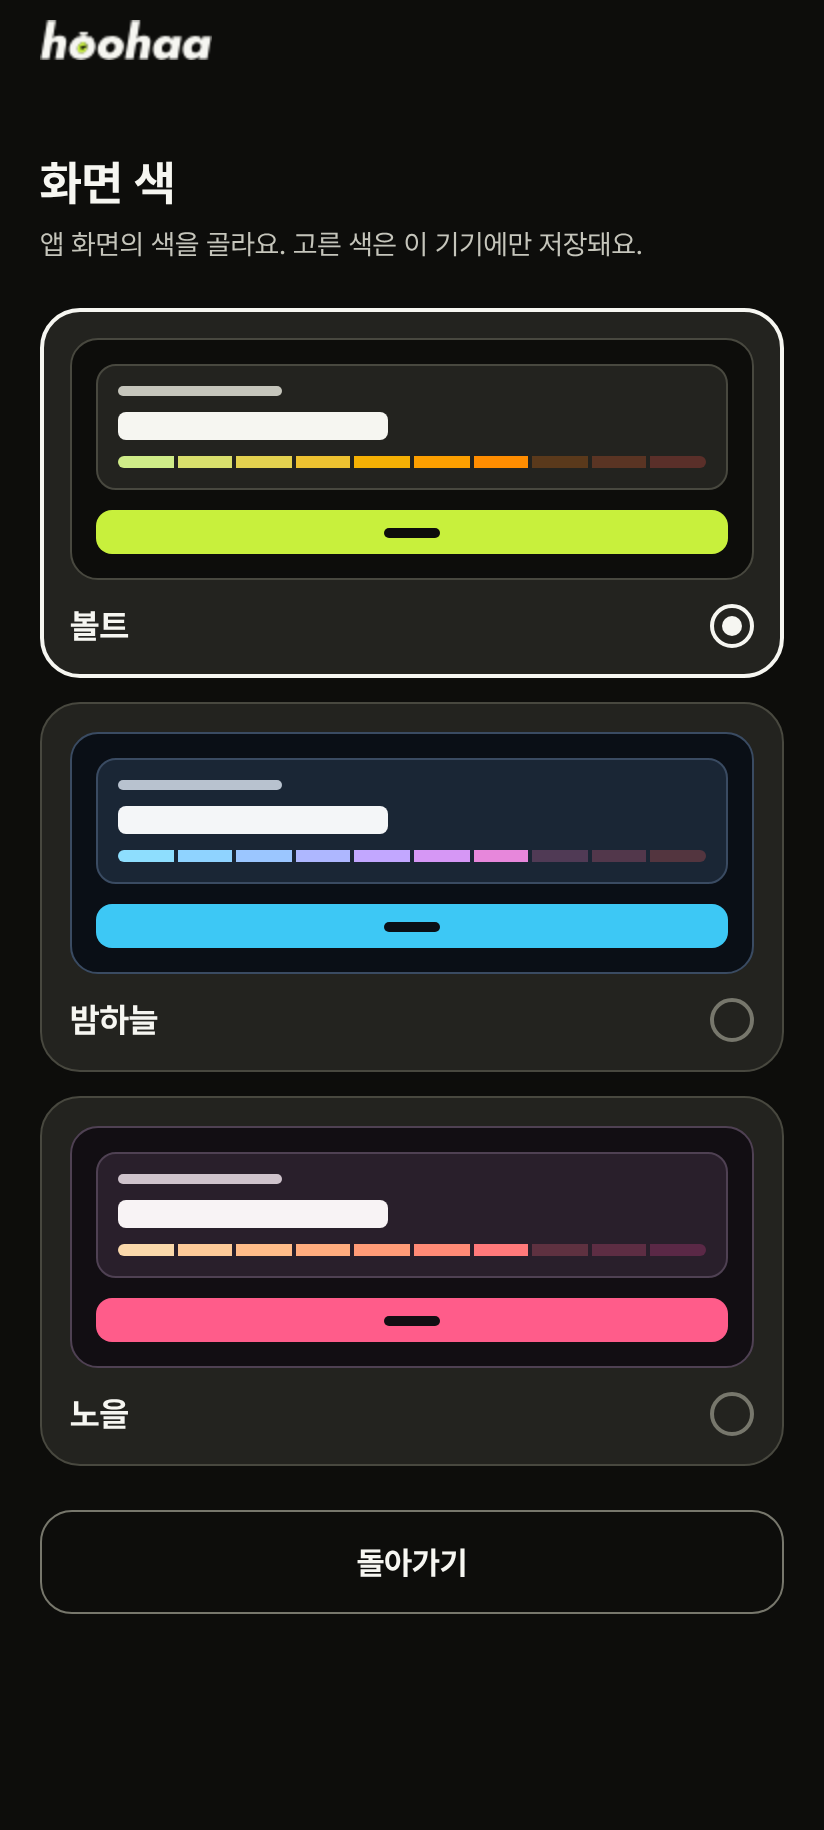 hoohaa
화면 색
앱 화면의 색을 골라요. 고른 색은 이 기기에만 저장돼요.
볼트
밤하늘
노을
돌아가기